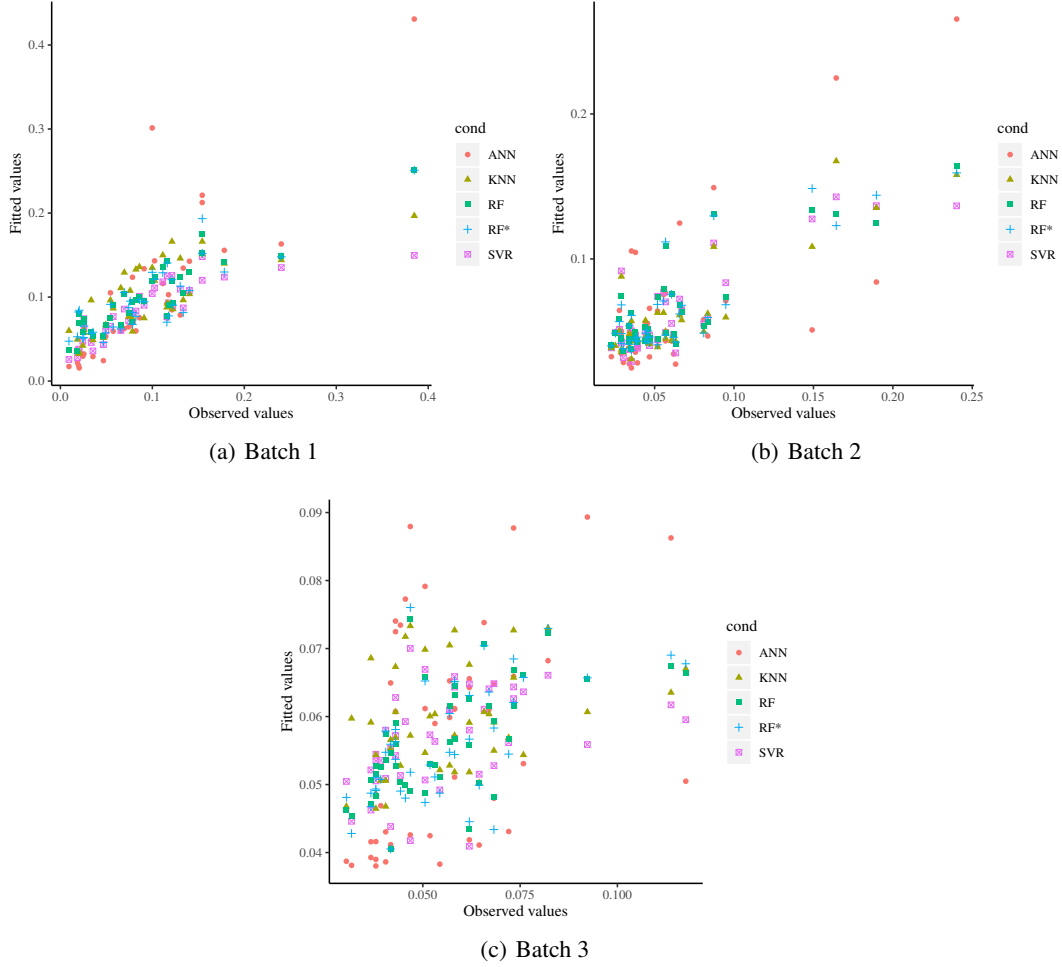 0.4
0.3
0.2
0.1
0.0
Fitted values
0.0
0.1
0.2
0.3
0.4
Observed values
cond
ANN
KNN
RF
RF*
SVR
(a) Batch 1
0.2
0.1
Fitted values
0.05
0.10
0.15
0.20
0.25
Observed values
cond
ANN
KNN
RF
RF*
SVR
(b) Batch 2
0.09
0.08
0.07
0.06
0.05
0.04
Fitted values
0.050
0.075
0.100
Observed values
cond
ANN
KNN
RF
RF*
SVR
(c) Batch 3